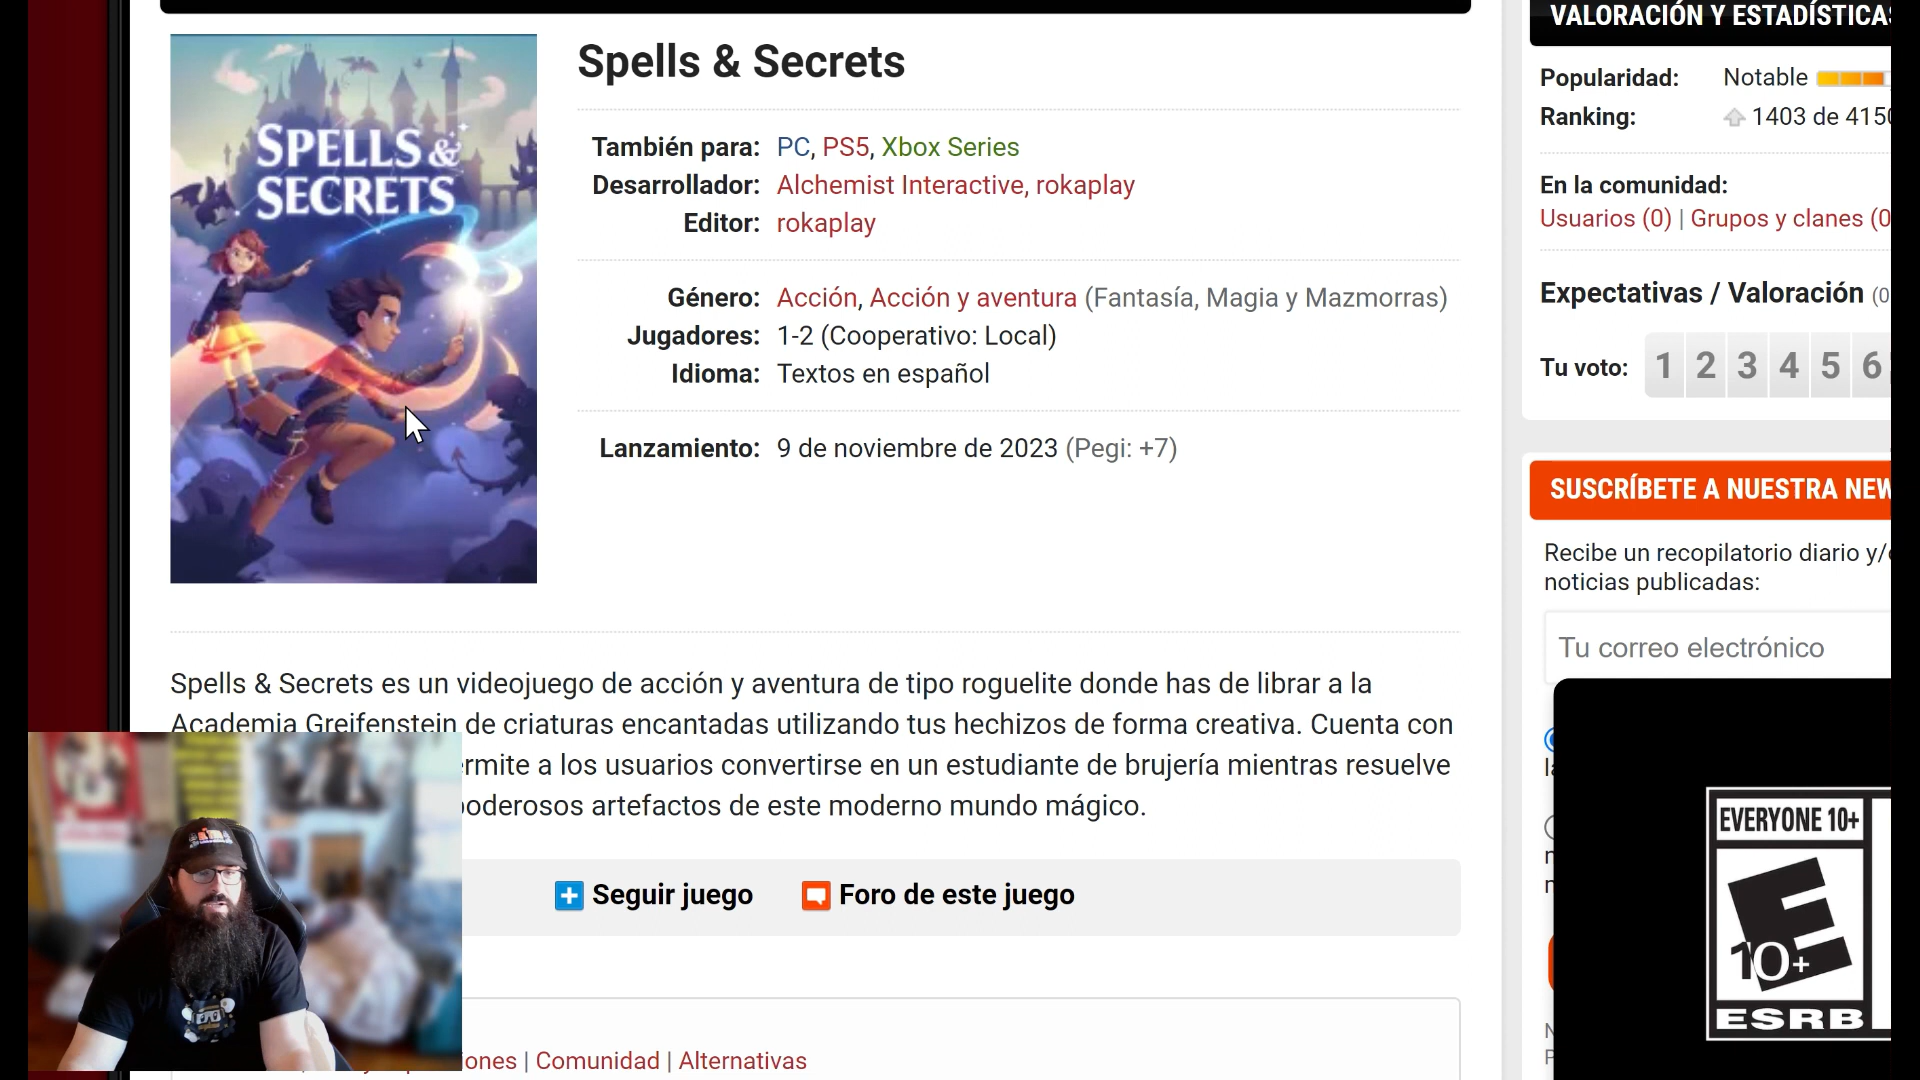 Spells & Secrets
SPELLS &
SECRETS
También para: PC, PS5, Xbox Series
Desarrollador: Alchemist Interactive, rokaplay
Editor: rokaplay
Género: Acción, Acción y aventura (Fantasía, Magia y Mazmorras)
Jugadores: 1-2 (Cooperativo: Local)
Idioma: Textos en español
Lanzamiento: 9 de noviembre de 2023 (Pegi: +7)
Spells & Secrets es un videojuego de acción y aventura de tipo roguelite donde has de librar a la
Academia Greifenstein de criaturas encantadas utilizando tus hechizos de forma creativa. Cuenta con
rmite a los usuarios convertirse en un estudiante de brujería mientras resuelve
poderosos artefactos de este moderno mundo mágico.
Seguir juego
Foro de este juego
ones | Comunidad | Alternativas
VALORACIÓN Y ESTADÍSTICAS
Popularidad: Notable
Ranking: 1403 de 4150
En la comunidad:
Usuarios (0) | Grupos y clanes (0
Expectativas / Valoración (0
Tu voto: 1 2 3 4 5 6
SUSCRÍBETE A NUESTRA NEW
Recibe un recopilatorio diario y/
noticias publicadas:
Tu correo electrónico
EVERYONE 10+
E
10+
ESRB